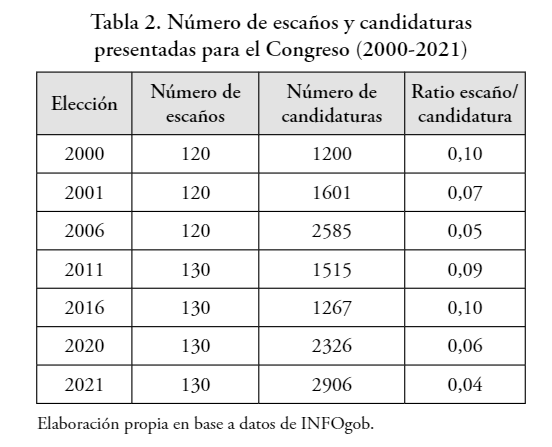 Tabla 2. Número de escaños y candidaturas
presentadas para el Congreso (2000-2021)
Elección Número de escaños Número de candidaturas Ratio escaño/candidatura
2000 120 1200 0,10
2001 120 1601 0,07
2006 120 2585 0,05
2011 130 1515 0,09
2016 130 1267 0,10
2020 130 2326 0,06
2021 130 2906 0,04
Elaboración propia en base a datos de INFOgob.